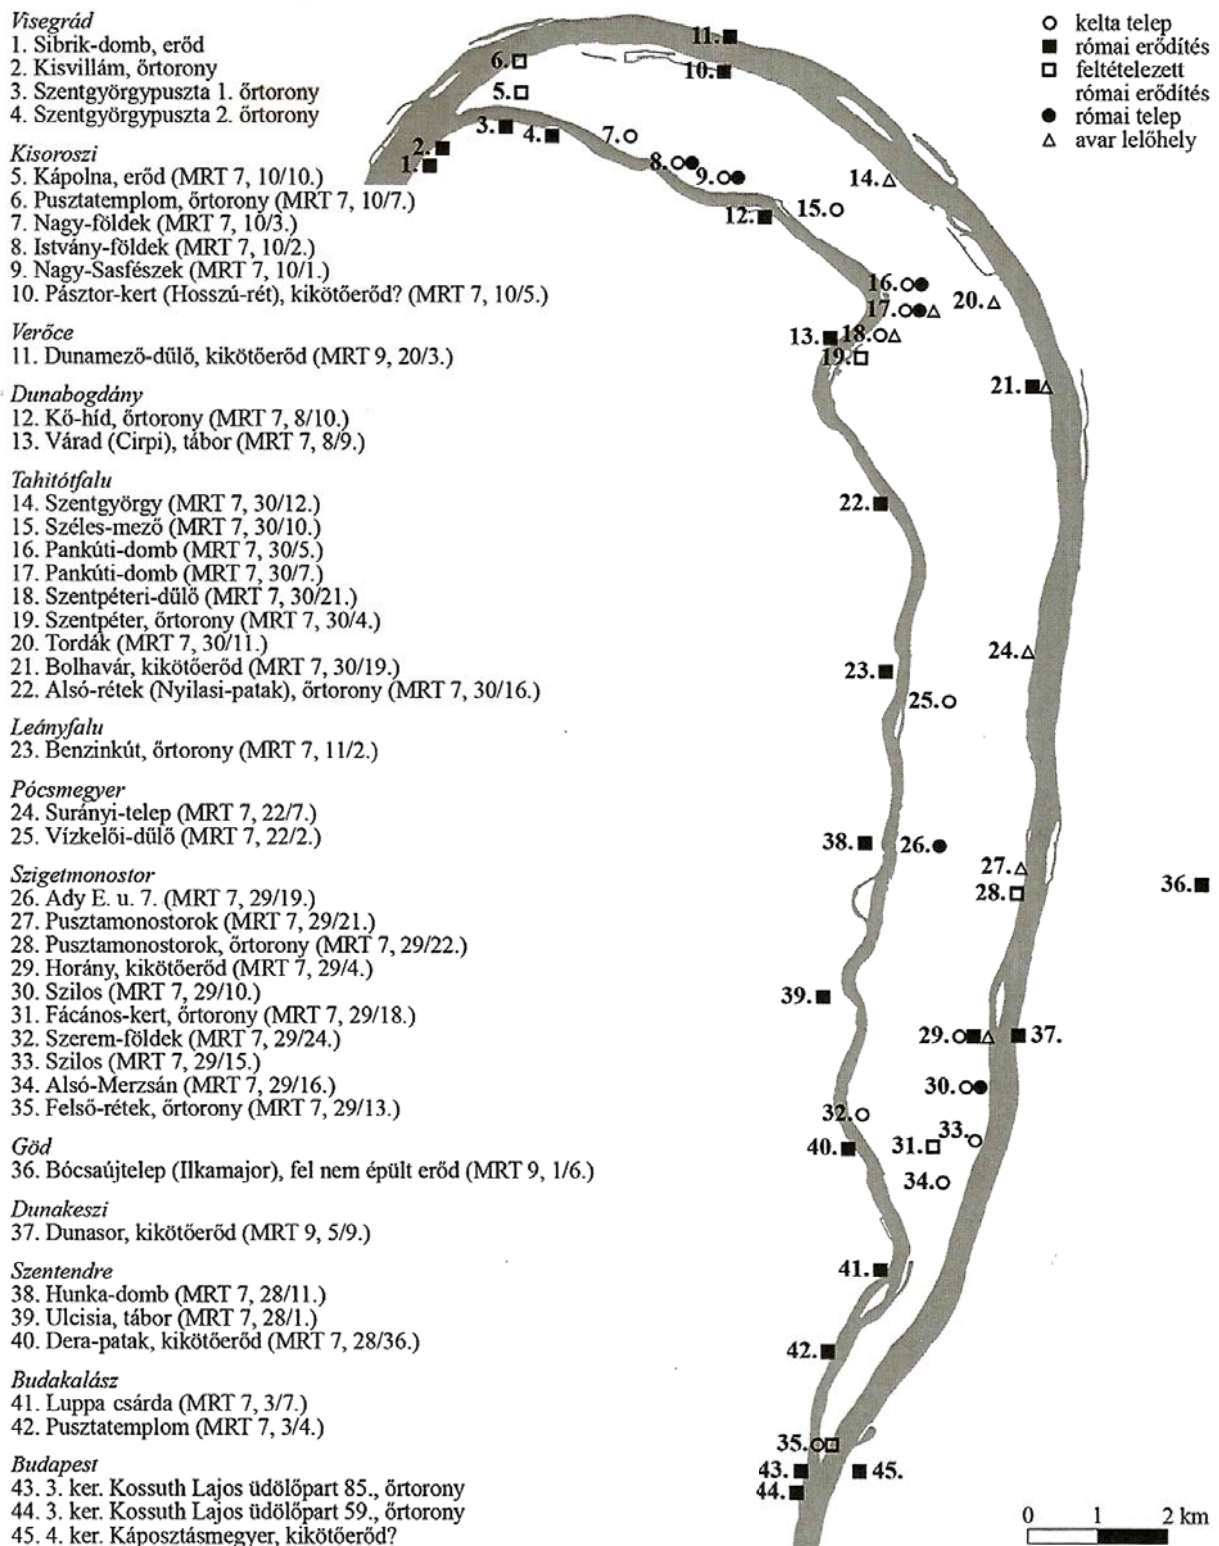 Visegrád
1. Sibrik-domb, erőd
2. Kisvillám, őrtorony
3. Szentgyörgypuszta 1. őrtorony
4. Szentgyörgypuszta 2. őrtorony
Kisoroszi
5. Kápolna, erőd (MRT 7, 10/10.)
6. Pusztatemplom, őrtorony (MRT 7, 10/7.)
7. Nagy-földek (MRT 7, 10/3.)
8. Istvány-földek (MRT 7, 10/2.)
9. Nagy-Sasfészek (MRT 7, 10/1.)
10. Pásztor-kert (Hosszú-rét), kikötőerőd? (MRT 7, 10/5.)
Verőce
11. Dunamező-dűlő, kikötőerőd (MRT 9, 20/3.)
Dunabogdány
12. Kő-híd, őrtorony (MRT 7, 8/10.)
13. Várad (Cirpi), tábor (MRT 7, 8/9.)
Tahitótfalu
14. Szentgyörgy (MRT 7, 30/12.)
15. Széles-mező (MRT 7, 30/10.)
16. Pankúti-domb (MRT 7, 30/5.)
17. Pankúti-domb (MRT 7, 30/7.)
18. Szentpéteri-dűlő (MRT 7, 30/21.)
19. Szentpéter, őrtorony (MRT 7, 30/4.)
20. Tordák (MRT 7, 30/11.)
21. Bolhavár, kikötőerőd (MRT 7, 30/19.)
22. Alsó-rétek (Nyilasi-patak), őrtorony (MRT 7, 30/16.)
Leányfalu
23. Benzinkút, őrtorony (MRT 7, 11/2.)
Pócsmegyer
24. Surányi-telep (MRT 7, 22/7.)
25. Vízkelői-dűlő (MRT 7, 22/2.)
Szigetmonostor
26. Ady E. u. 7. (MRT 7, 29/19.)
27. Pusztamonostorok (MRT 7, 29/21.)
28. Pusztamonostorok, őrtorony (MRT 7, 29/22.)
29. Horány, kikötőerőd (MRT 7, 29/4.)
30. Szilos (MRT 7, 29/10.)
31. Fácános-kert, őrtorony (MRT 7, 29/18.)
32. Szerem-földek (MRT 7, 29/24.)
33. Szilos (MRT 7, 29/15.)
34. Alsó-Merzsán (MRT 7, 29/16.)
35. Felső-rétek, őrtorony (MRT 7, 29/13.)
Göd
36. Bócsaújtelep (Ilkamajor), fel nem épült erőd (MRT 9, 1/6.)
Dunakeszi
37. Dunasor, kikötőerőd (MRT 9, 5/9.)
Szentendre
38. Hunka-domb (MRT 7, 28/11.)
39. Ulcisia, tábor (MRT 7, 28/1.)
40. Dera-patak, kikötőerőd (MRT 7, 28/36.)
Budakalász
41. Luppa csárda (MRT 7, 3/7.)
42. Pusztatemplom (MRT 7, 3/4.)
Budapest
43. 3. ker. Kossuth Lajos üdölőpart 85., őrtorony
44. 3. ker. Kossuth Lajos üdölőpart 59., őrtorony
45. 4. ker. Káposztásmegyer, kikötőerőd?
kelta telep
római erődítés
feltételezett
római erődítés
római telep
avar lelőhely
11.
6.
10.
5.
3.
4.
7.
2.
1.
8.
9.
14.
12.
15.
16.
17.
20.
13.
18.
19.
21.
22.
24.
23.
25.
38.
26.
27.
28.
36.
39.
29.
37.
30.
32.
33.
40.
31.
34.
41.
42.
35.
43.
45.
44.
0 1 2 km